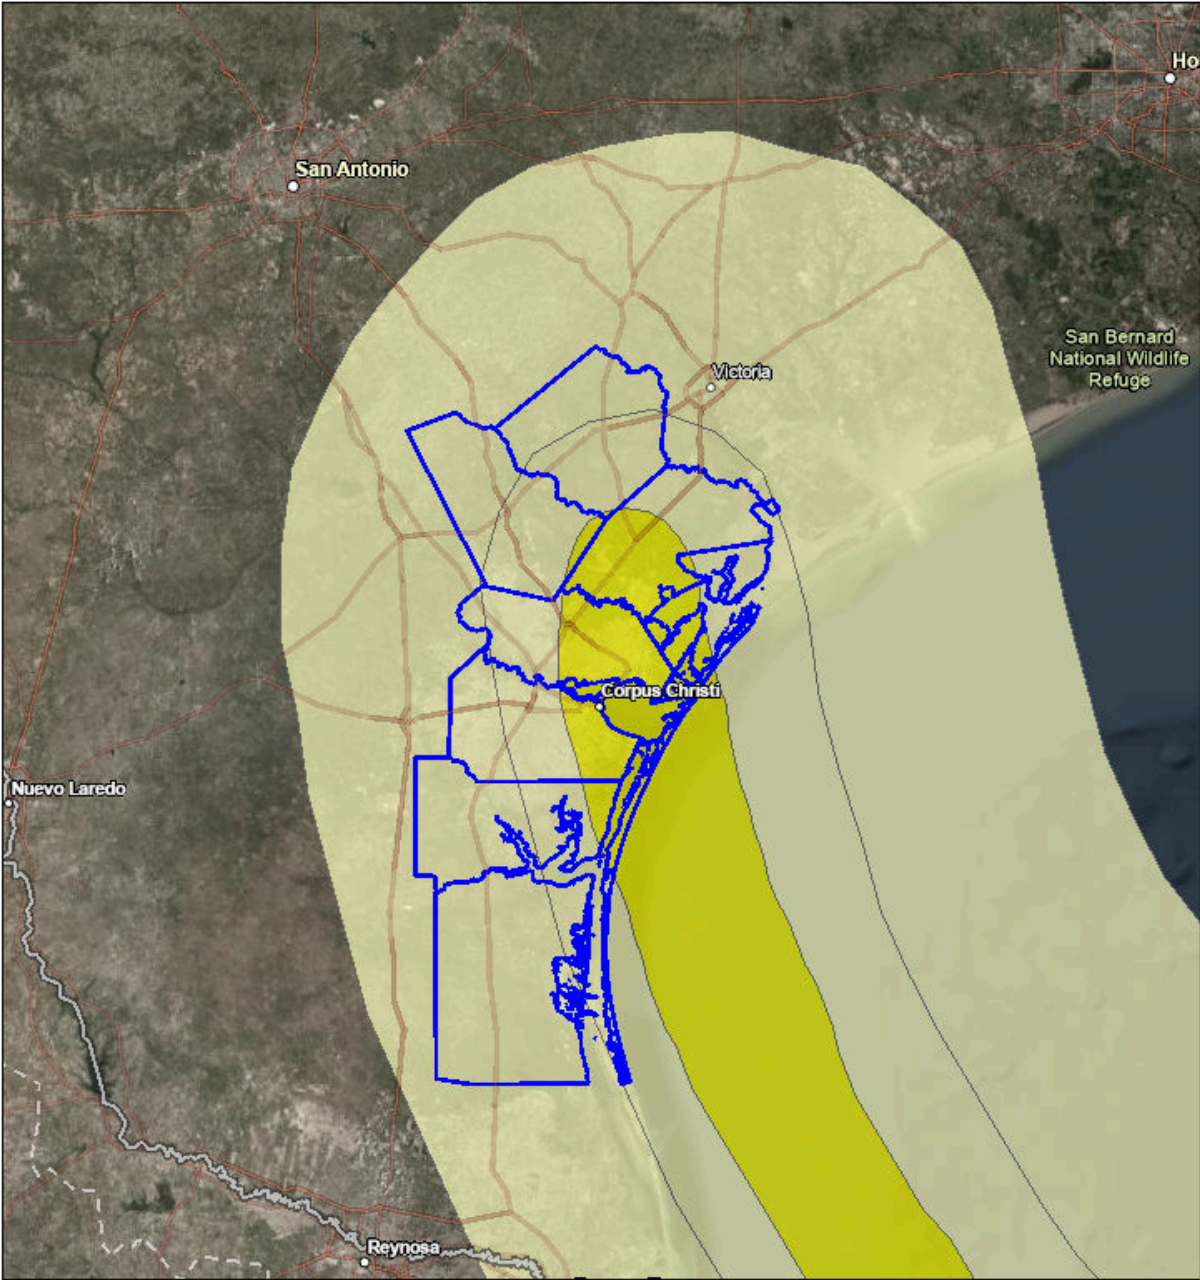 Ho
San Antonio
San Bernard
National Wildlife
Refuge
Victoria
Corpus Christi
Nuevo Laredo
Reynosa